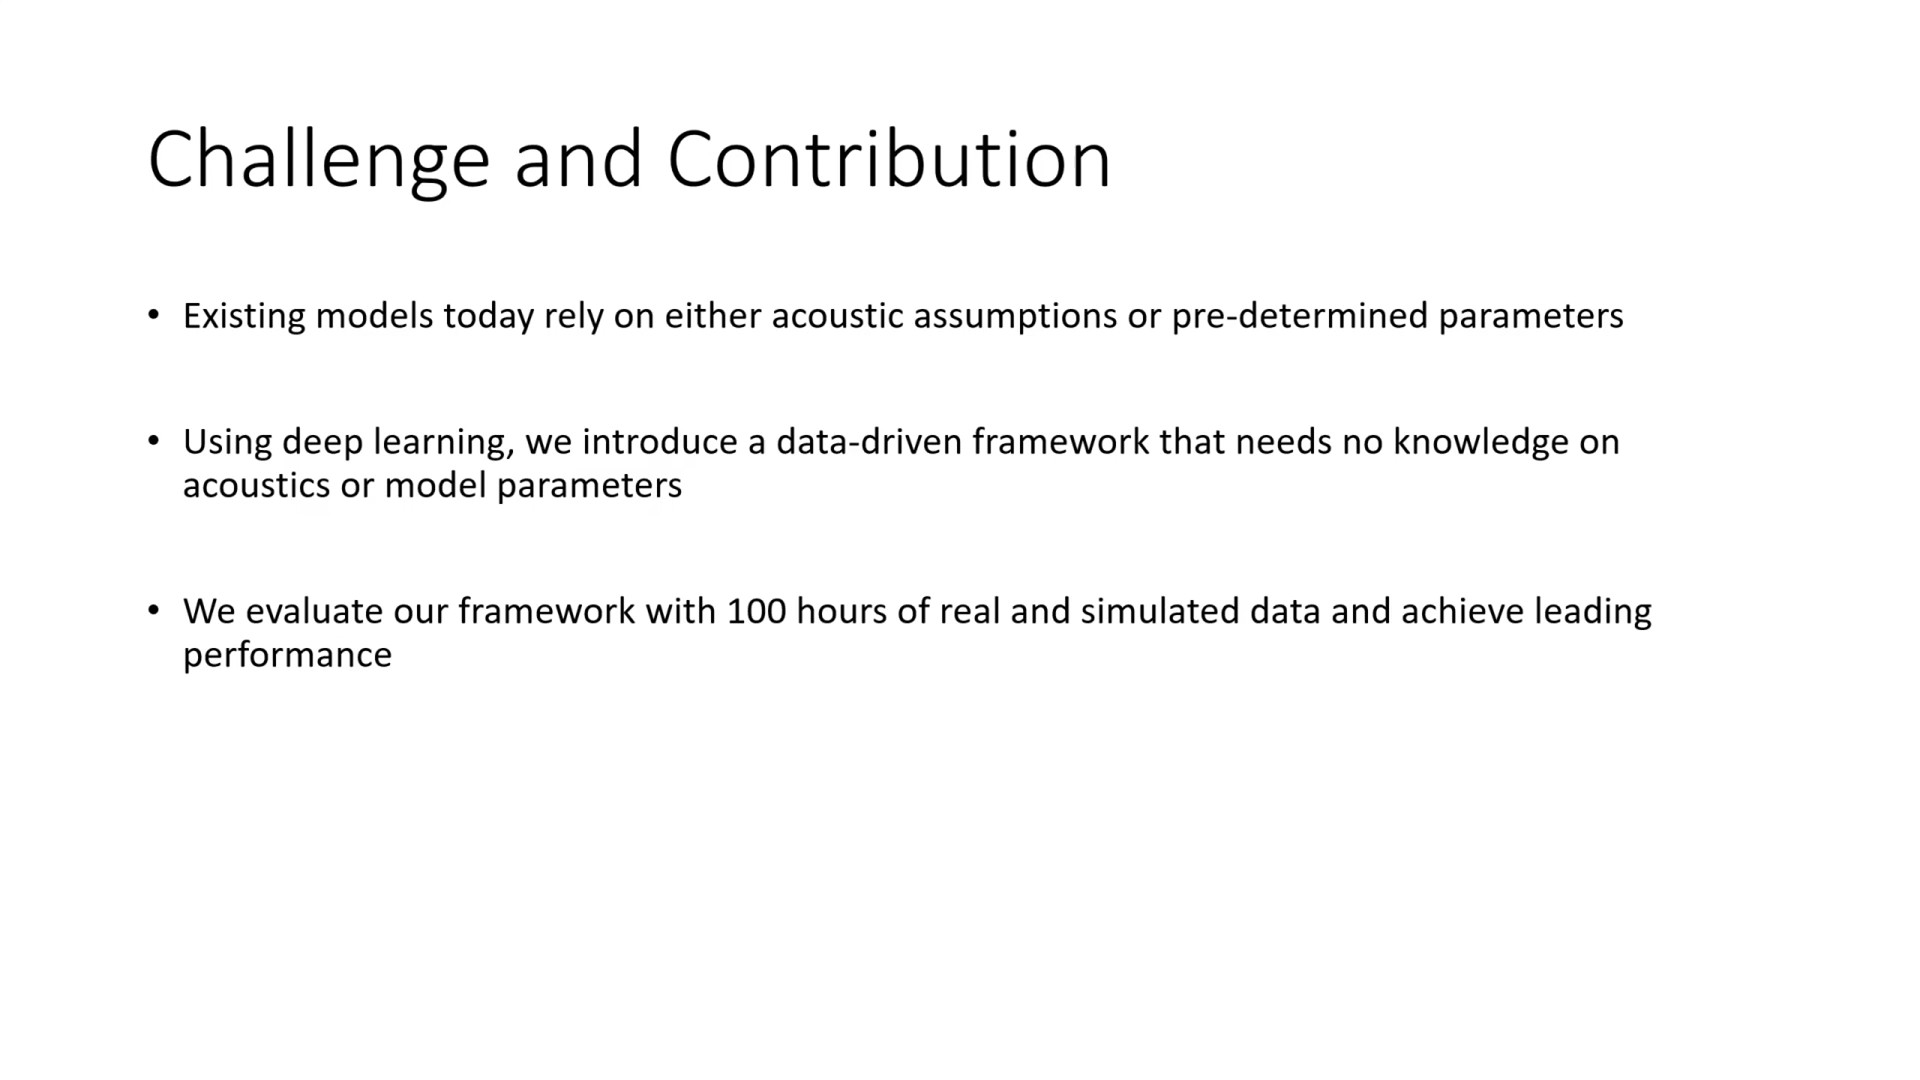 Challenge and Contribution
• Existing models today rely on either acoustic assumptions or pre-determined parameters
• Using deep learning, we introduce a data-driven framework that needs no knowledge on
acoustics or model parameters
• We evaluate our framework with 100 hours of real and simulated data and achieve leading
performance